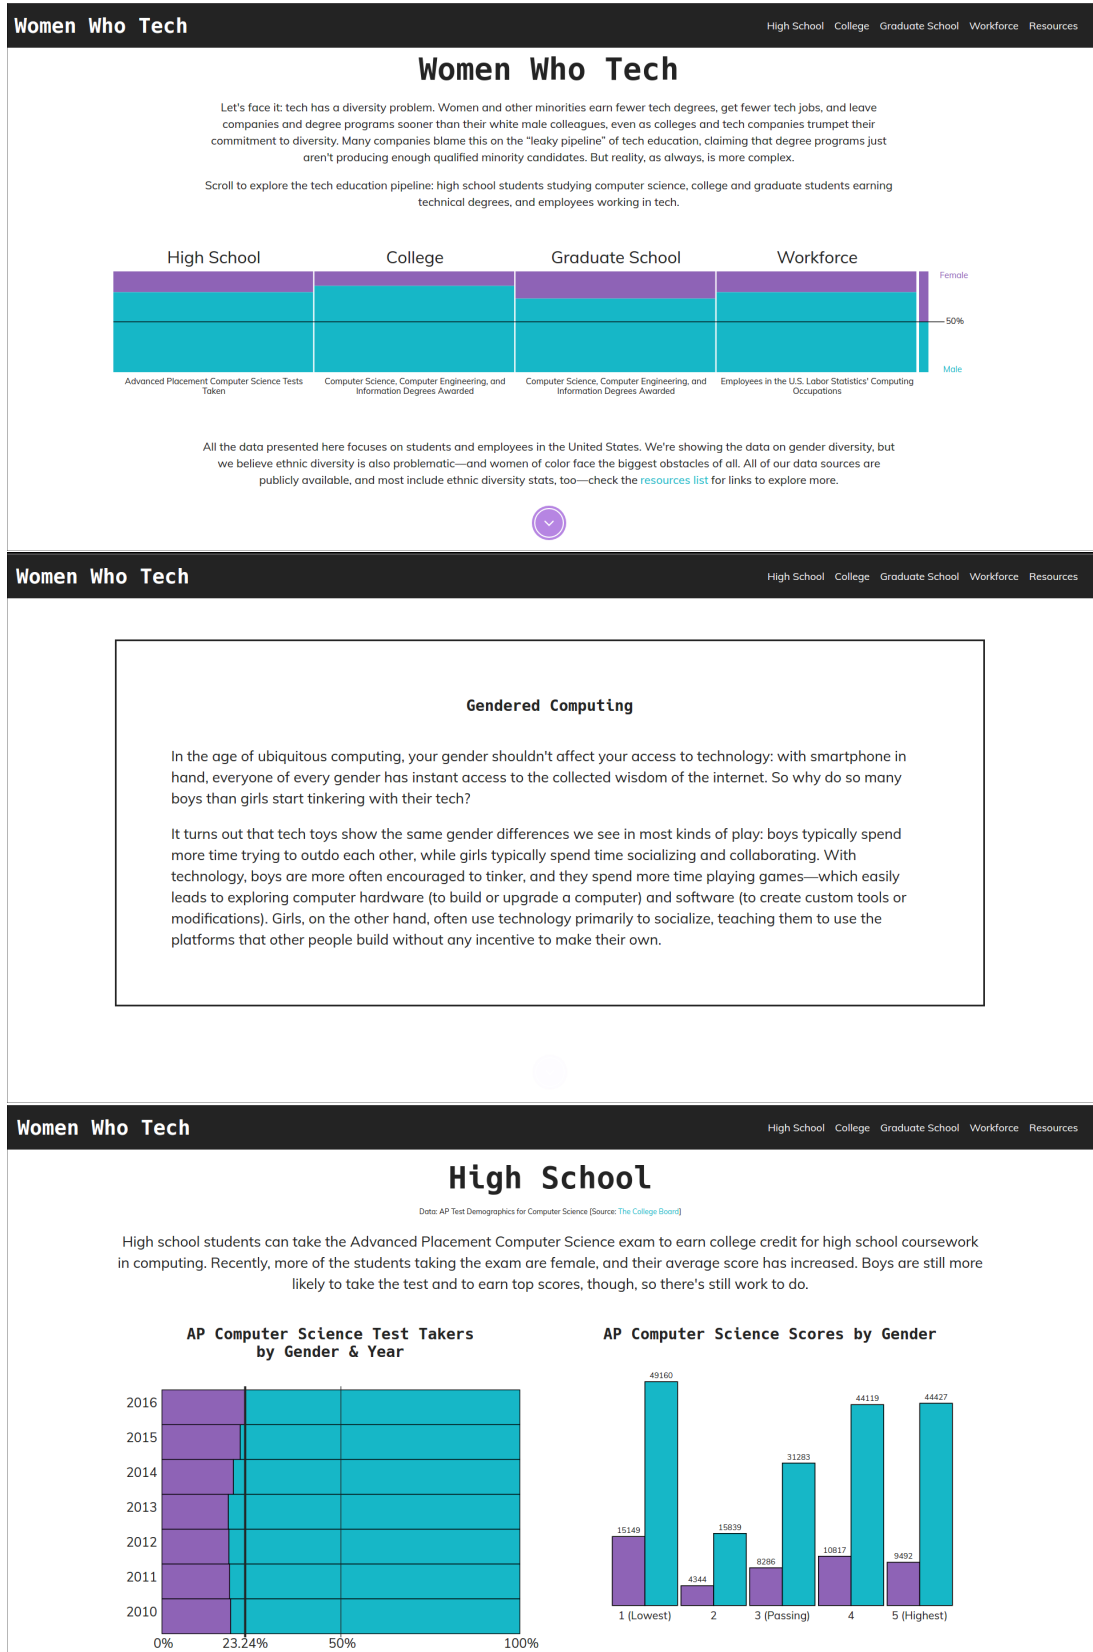 Women Who Tech
High School College Graduate School Workforce Resources
Women Who Tech
Let's face it: tech has a diversity problem. Women and other minorities earn fewer tech degrees, get fewer tech jobs, and leave
companies and degree programs sooner than their white male colleagues, even as colleges and tech companies trumpet their
commitment to diversity. Many companies blame this on the “leaky pipeline” of tech education, claiming that degree programs just
aren't producing enough qualified minority candidates. But reality, as always, is more complex.
Scroll to explore the tech education pipeline: high school students studying computer science, college and graduate students earning
technical degrees, and employees working in tech.
High School College Graduate School Workforce
Female
50%
Male
Advanced Placement Computer Science Tests
Taken
Computer Science, Computer Engineering, and
Information Degrees Awarded
Computer Science, Computer Engineering, and
Information Degrees Awarded
Employees in the U.S. Labor Statistics' Computing
Occupations
All the data presented here focuses on students and employees in the United States. We're showing the data on gender diversity, but
we believe ethnic diversity is also problematic—and women of color face the biggest obstacles of all. All of our data sources are
publicly available, and most include ethnic diversity stats, too—check the resources list for links to explore more.
Women Who Tech
High School College Graduate School Workforce Resources
Gendered Computing
In the age of ubiquitous computing, your gender shouldn't affect your access to technology: with smartphone in
hand, everyone of every gender has instant access to the collected wisdom of the internet. So why do so many
boys than girls start tinkering with their tech?
It turns out that tech toys show the same gender differences we see in most kinds of play: boys typically spend
more time trying to outdo each other, while girls typically spend time socializing and collaborating. With
technology, boys are more often encouraged to tinker, and they spend more time playing games—which easily
leads to exploring computer hardware (to build or upgrade a computer) and software (to create custom tools or
modifications). Girls, on the other hand, often use technology primarily to socialize, teaching them to use the
platforms that other people build without any incentive to make their own.
Women Who Tech
High School College Graduate School Workforce Resources
High School
Data: AP Test Demographics for Computer Science [Source: The College Board]
High school students can take the Advanced Placement Computer Science exam to earn college credit for high school coursework
in computing. Recently, more of the students taking the exam are female, and their average score has increased. Boys are still more
likely to take the test and to earn top scores, though, so there's still work to do.
AP Computer Science Test Takers
by Gender & Year
2016
2015
2014
2013
2012
2011
2010
0% 23.24% 50% 100%
AP Computer Science Scores by Gender
15149 49160
4344 15839
8286 31283
10817 44119
9492 44427
1 (Lowest) 2 3 (Passing) 4 5 (Highest)